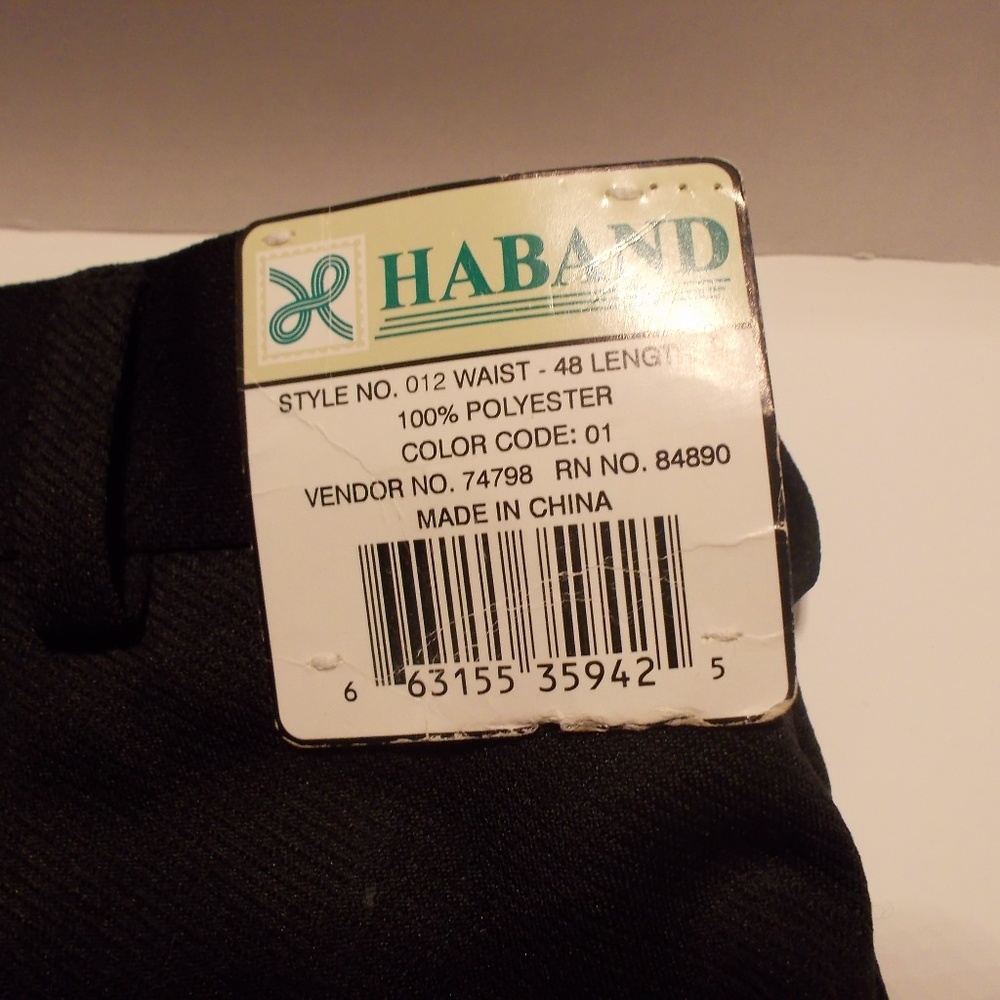 HABAND
STYLE NO. 012 WAIST - 48 LENGT
100% POLYESTER
COLOR CODE: 01
VENDOR NO. 74798 RN NO. 84890
MADE IN CHINA
6 63155 35942 5